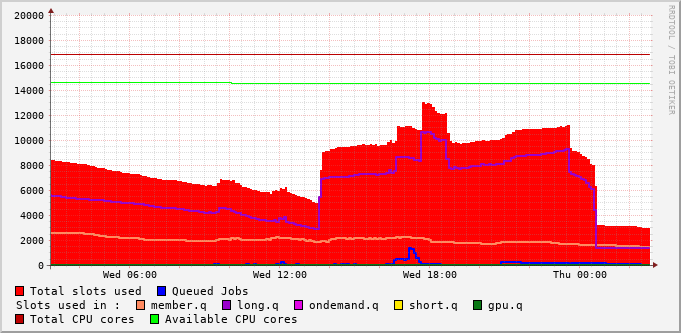 RRDTOOL / TOBI OETIKER
20000
18000
16000
14000
12000
10000
8000
6000
4000
2000
0
Wed 06:00 Wed 12:00 Wed 18:00 Thu 00:00
Total slots used Queued Jobs
Slots used in : member.q long.q ondemand.q short.q gpu.q
Total CPU cores Available CPU cores